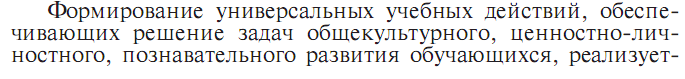 Формирование универсальных учебных действий, обеспе-
чивающих решение задач общекультурного, ценностно-лич-
ностного, познавательного развития обучающихся, реализует-